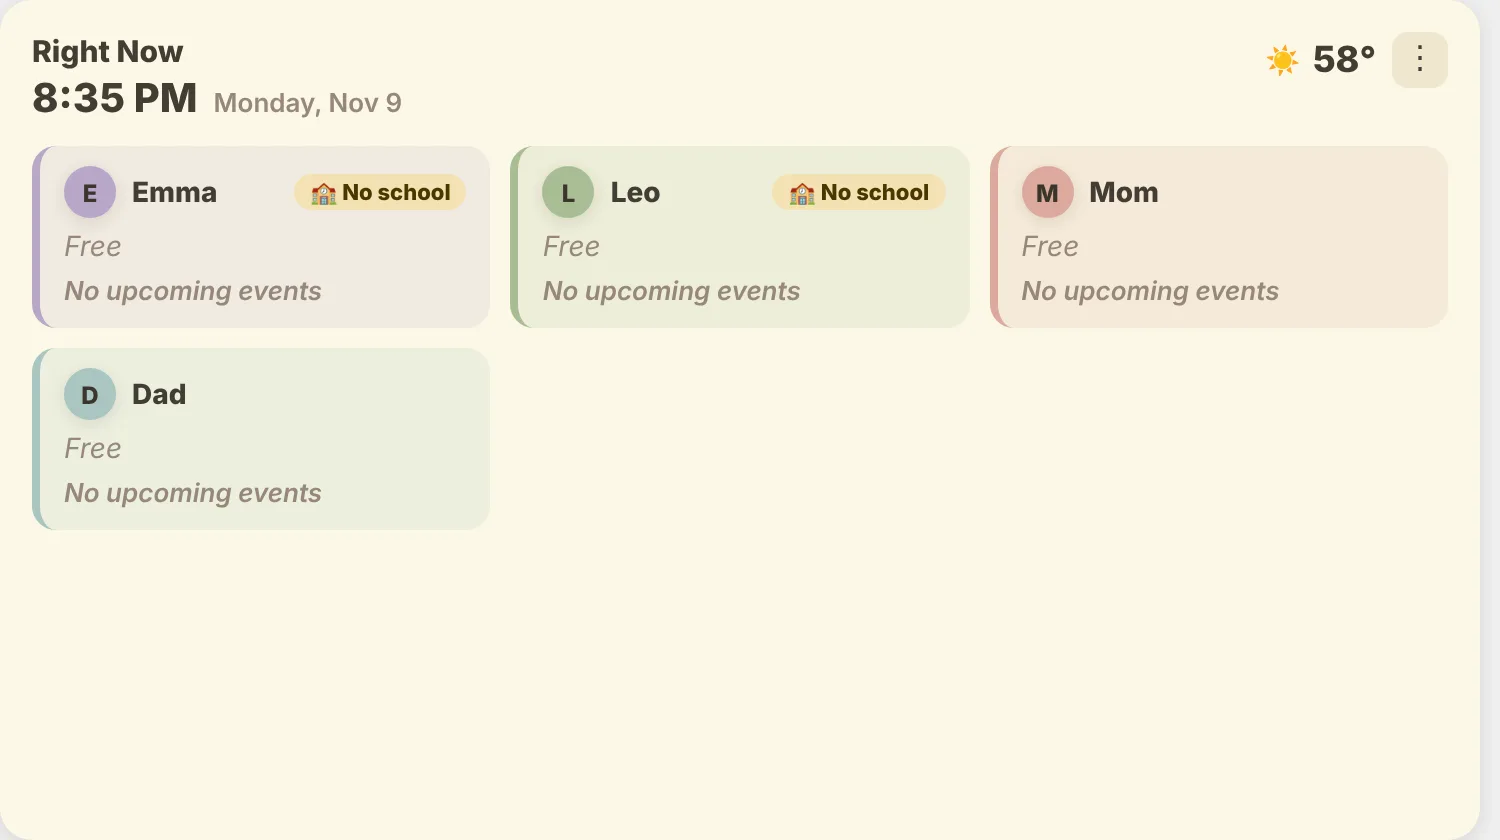 Right Now
8:35 PM Monday, Nov 9
58°
E Emma No school
Free
No upcoming events
L Leo No school
Free
No upcoming events
M Mom
Free
No upcoming events
D Dad
Free
No upcoming events